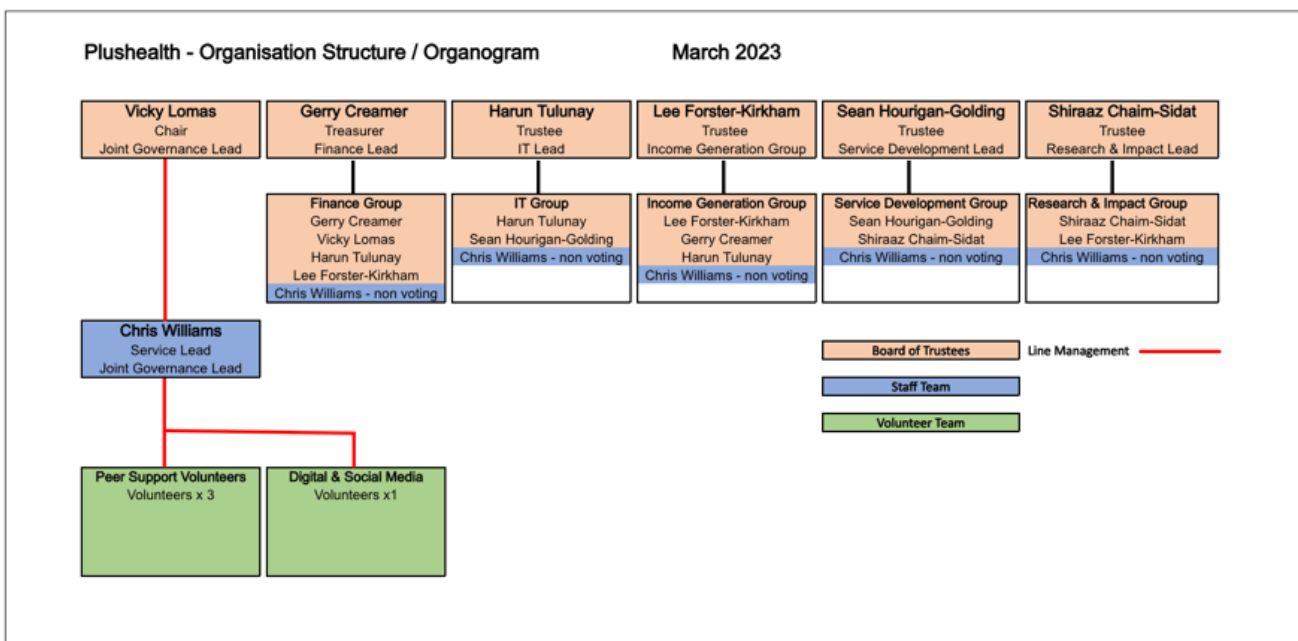 Plushealth - Organisation Structure / Organogram March 2023
Vicky Lomas
Chair
Joint Governance Lead
Gerry Creamer
Treasurer
Finance Lead
Harun Tulunay
Trustee
IT Lead
Lee Forster-Kirkham
Trustee
Income Generation Group
Sean Hourigan-Golding
Trustee
Service Development Lead
Shiraaz Chaim-Sidat
Trustee
Research & Impact Lead
Finance Group
Gerry Creamer
Vicky Lomas
Harun Tulunay
Lee Forster-Kirkham
Chris Williams - non voting
IT Group
Harun Tulunay
Sean Hourigan-Golding
Chris Williams - non voting
Income Generation Group
Lee Forster-Kirkham
Gerry Creamer
Harun Tulunay
Chris Williams - non voting
Service Development Group
Sean Hourigan-Golding
Shiraaz Chaim-Sidat
Chris Williams - non voting
Research & Impact Group
Shiraaz Chaim-Sidat
Lee Forster-Kirkham
Chris Williams - non voting
Chris Williams
Service Lead
Joint Governance Lead
Board of Trustees
Line Management
Staff Team
Volunteer Team
Peer Support Volunteers
Volunteers x 3
Digital & Social Media
Volunteers x1